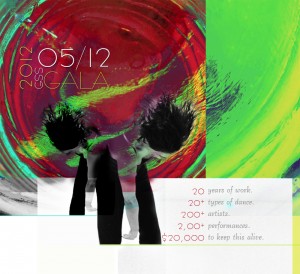 2012
GSS
05/12
GALA
20 years of work.
20+ types of dance.
200+ artists.
2,00+ performances.
$20,000 to keep this alive.